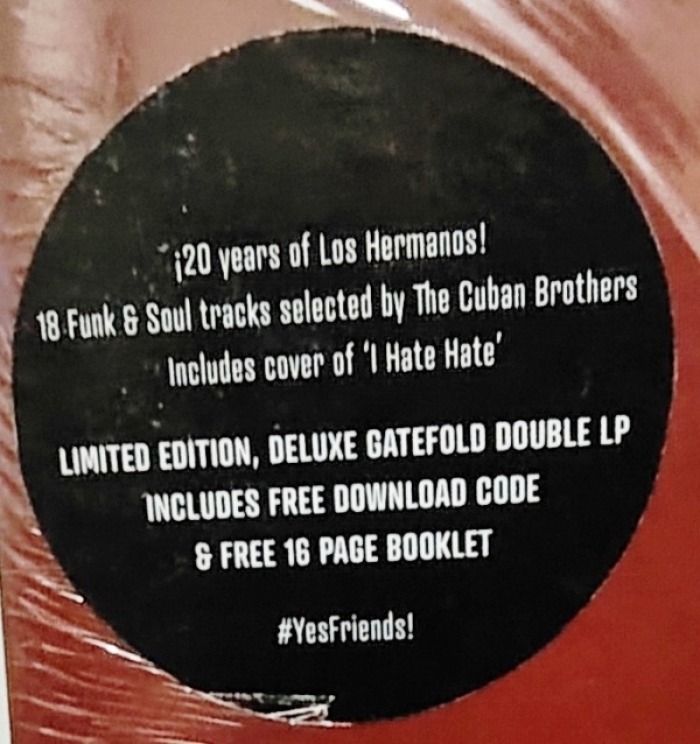 ¡20 years of Los Hermanos!
18 Funk & Soul tracks selected by The Cuban Brothers
Includes cover of ‘I Hate Hate’
LIMITED EDITION, DELUXE GATEFOLD DOUBLE LP
INCLUDES FREE DOWNLOAD CODE
& FREE 16 PAGE BOOKLET
#YesFriends!